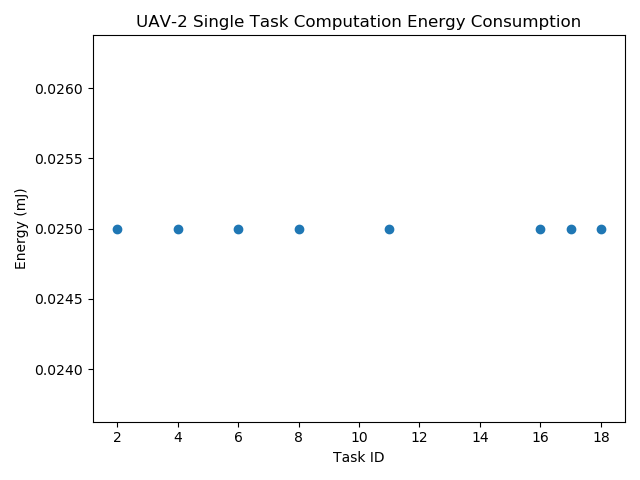 UAV-2 Single Task Computation Energy Consumption
0.0260
0.0255
0.0250
0.0245
0.0240
Energy (mJ)
2 4 6 8 10 12 14 16 18
Task ID